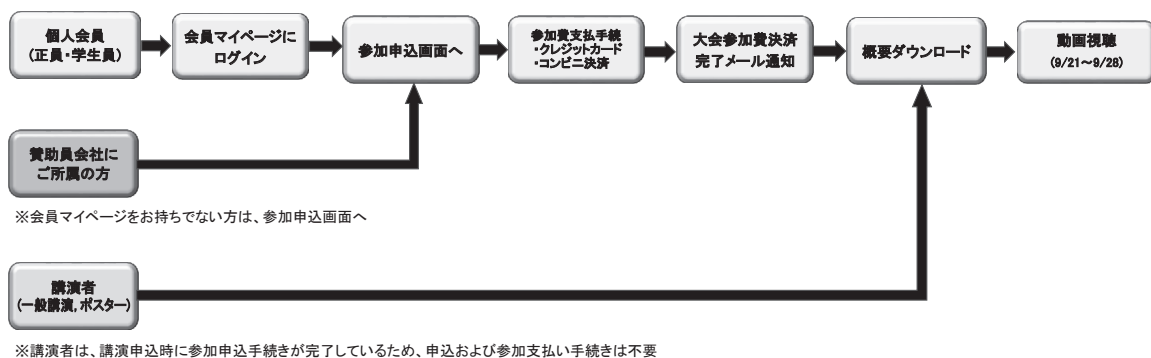 個人会員
(正員・学生員)
会員マイページに
ログイン
参加申込画面へ
参加費支払手続
・クレジットカード
・コンビニ決済
大会参加費決済
完了メール通知
概要ダウンロード
動画視聴
(9/21～9/28)
賛助員会社に
ご所属の方
※会員マイページをお持ちでない方は、参加申込画面へ
講演者
(一般講演,ポスター)
※講演者は、講演申込時に参加申込手続きが完了しているため、申込および参加支払い手続きは不要